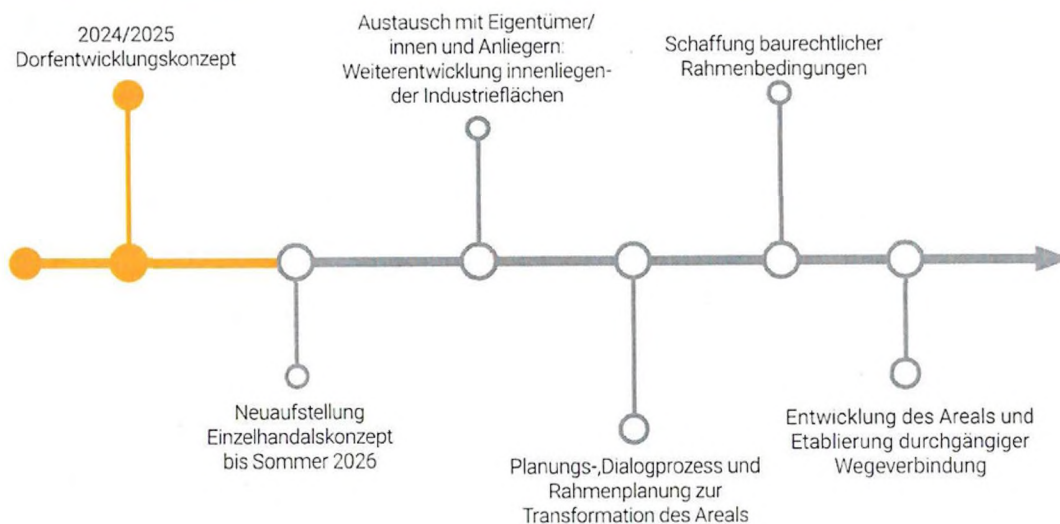 2024/2025
Dorfentwicklungskonzept
Austausch mit Eigentümer/
innen und Anliegern:
Weiterentwicklung innenliegen-
der Industrieflächen
Schaffung baurechtlicher
Rahmenbedingungen
Neuaufstellung
Einzelhandalskonzept
bis Sommer 2026
Planungs-,Dialogprozess und
Rahmenplanung zur
Transformation des Areals
Entwicklung des Areals und
Etablierung durchgängiger
Wegeverbindung